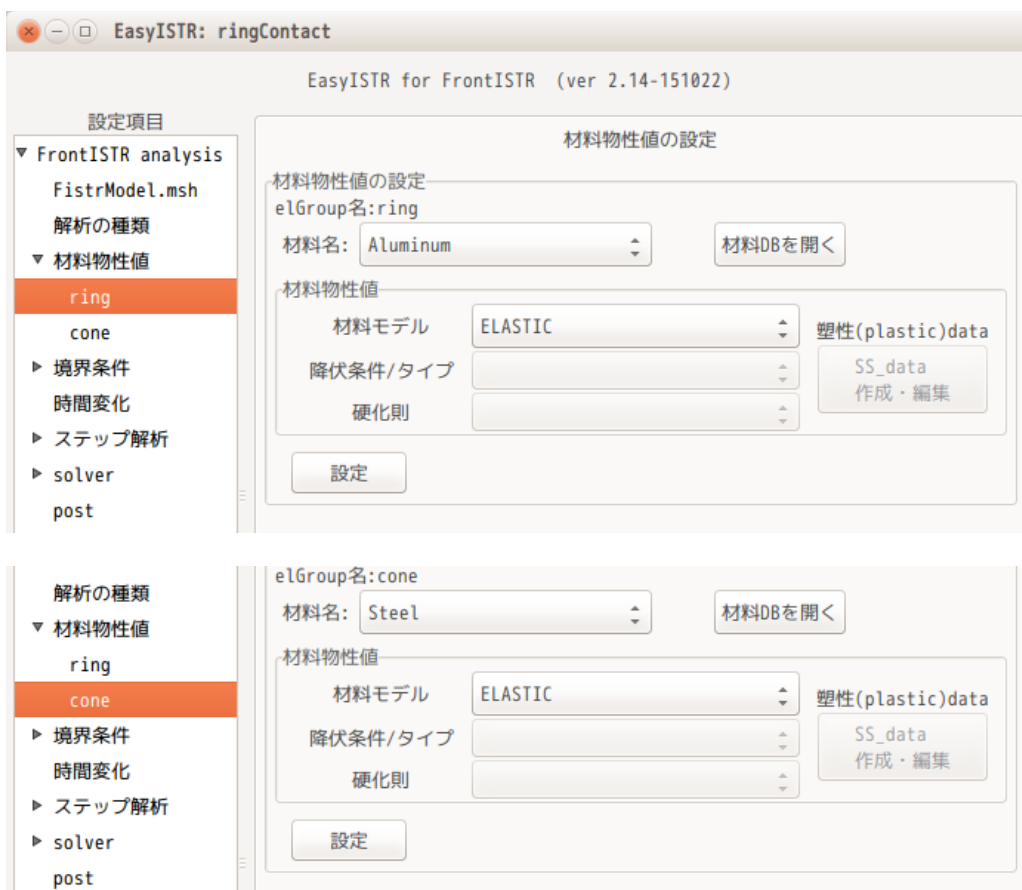 EasyISTR: ringContact
EasyISTR for FrontISTR (ver 2.14-151022)
設定項目
FrontISTR analysis
FistrModel.msh
解析の種類
材料物性値
ring
cone
境界条件
時間変化
ステップ解析
solver
post
材料物性値の設定
材料物性値の設定
elGroup名:ring
材料名: Aluminum 材料DBを開く
材料物性値
材料モデル ELASTIC 塑性(plastic)data
降伏条件/タイプ SS_data
作成・編集
硬化則
設定
解析の種類
材料物性値
ring
cone
境界条件
時間変化
ステップ解析
solver
post
elGroup名:cone
材料名: Steel 材料DBを開く
材料物性値
材料モデル ELASTIC 塑性(plastic)data
降伏条件/タイプ SS_data
作成・編集
硬化則
設定